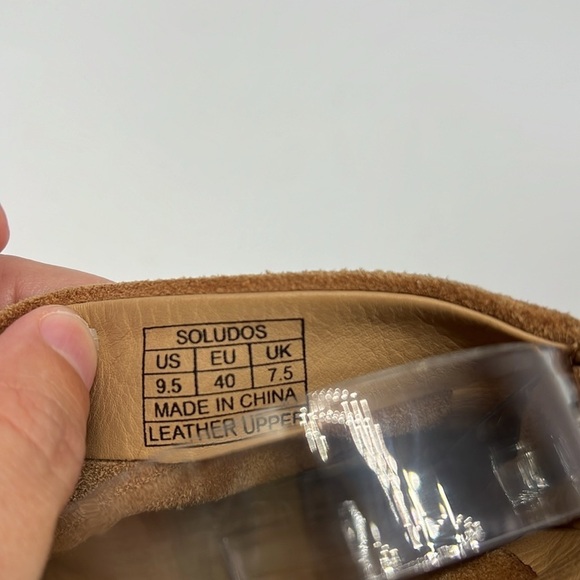 SOLUDOS
US EU UK
9.5 40 7.5
MADE IN CHINA
LEATHER UPPER